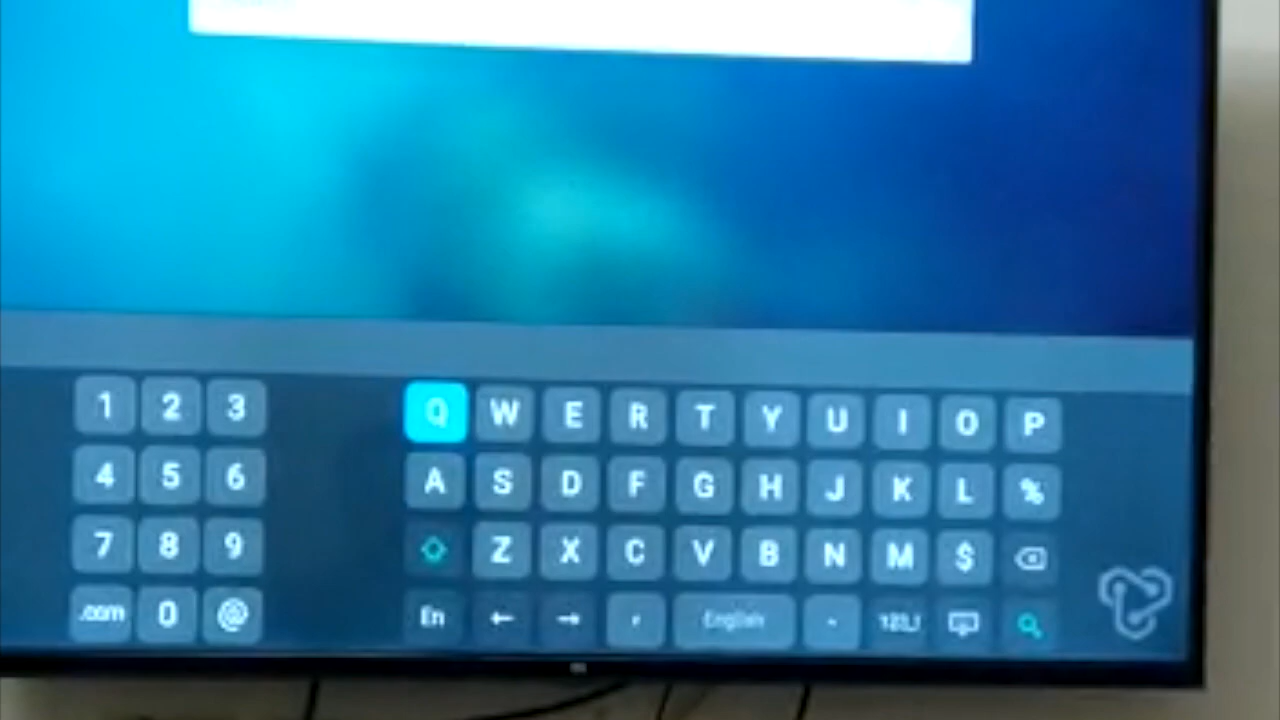 1 2 3 Q W E R T Y U I O P
4 5 6 A S D F G H J K L %
7 8 9 Z X C V B N M $
.com 0 @ En ← → , English .